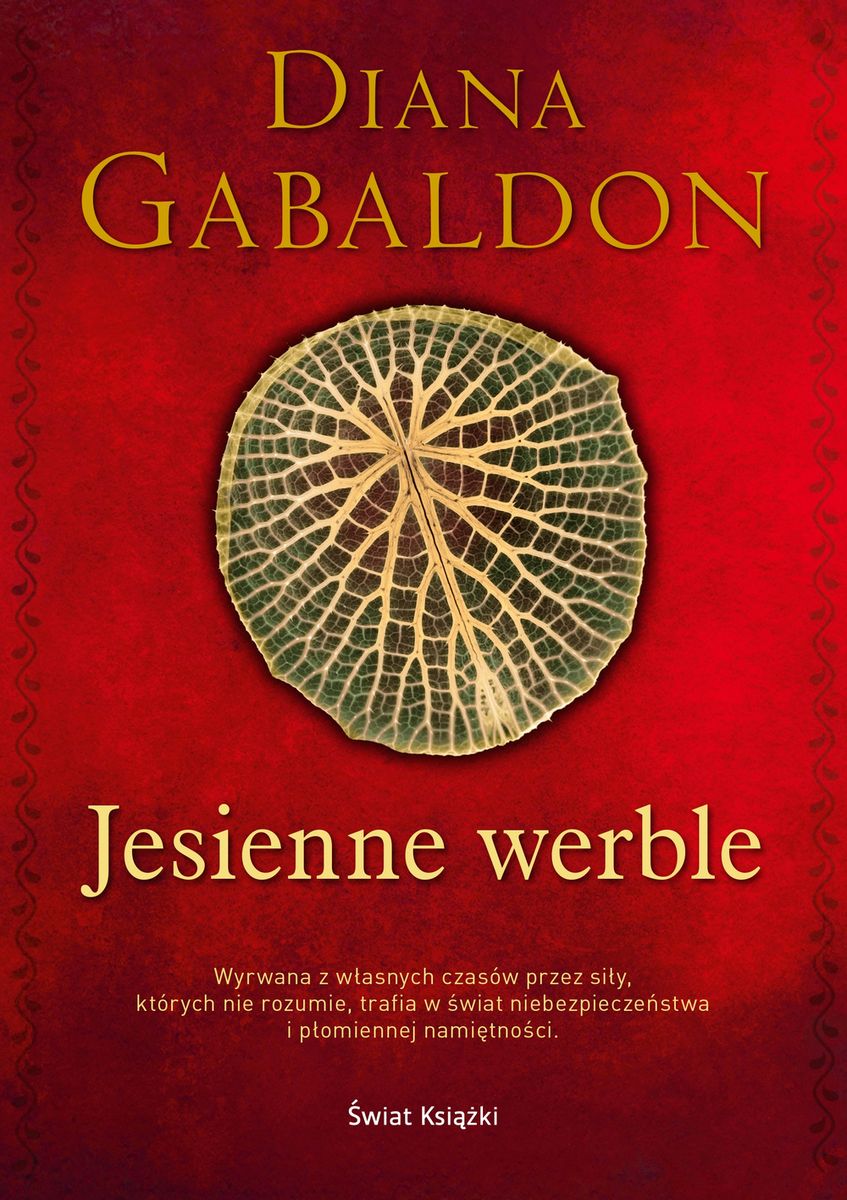 DIANA
GABALDON
Jesienne werble
Wyrwana z własnych czasów przez siły,
których nie rozumie, trafia w świat niebezpieczeństwa
i płomiennej namiętności.
Świat Książki